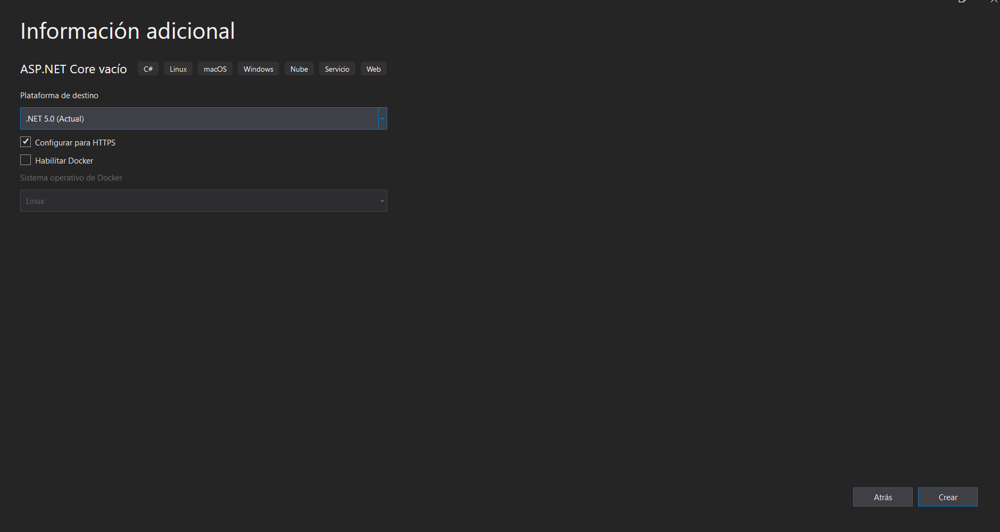 Información adicional
ASP.NET Core vacío C# Linux macOS Windows Nube Servicio Web
Plataforma de destino
.NET 5.0 (Actual)
Configurar para HTTPS
Habilitar Docker
Sistema operativo de Docker
Linux
Atrás Crear